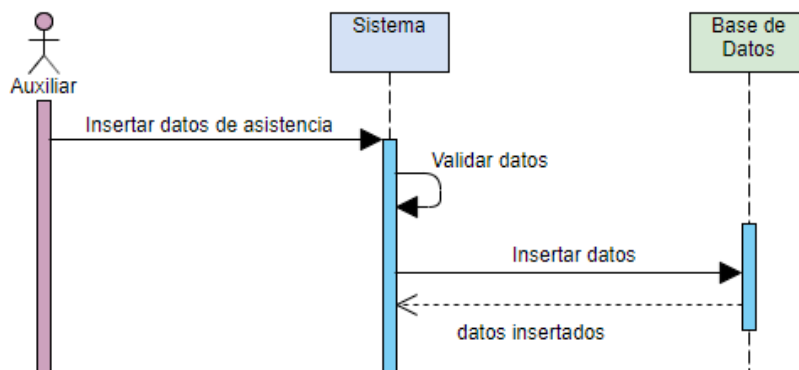 Sistema
Base de
Datos
Auxiliar
Insertar datos de asistencia
Validar datos
Insertar datos
datos insertados